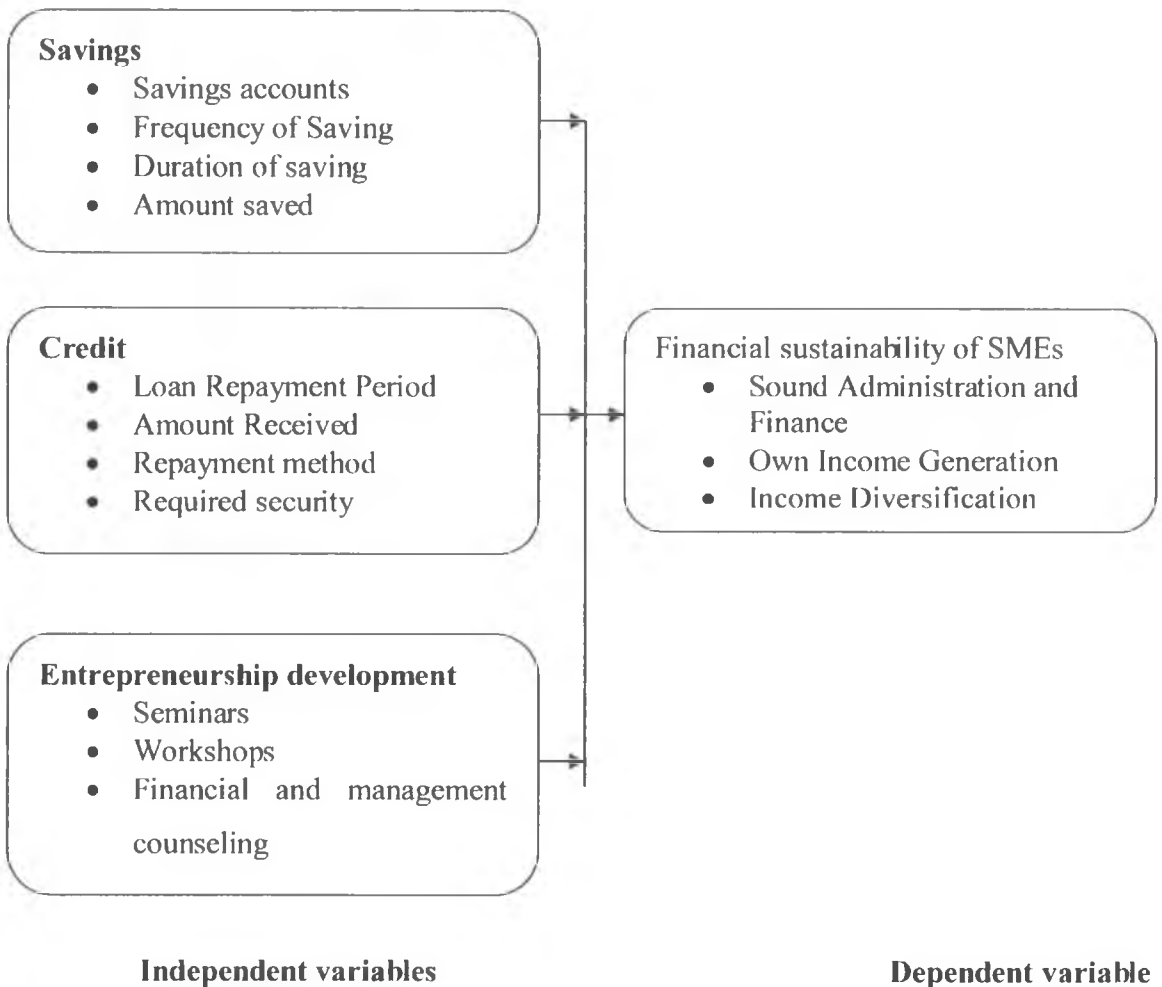 Savings
• Savings accounts
• Frequency of Saving
• Duration of saving
• Amount saved
Credit
• Loan Repayment Period
• Amount Received
• Repayment method
• Required security
Financial sustainability of SMEs
• Sound Administration and
Finance
• Own Income Generation
• Income Diversification
Entrepreneurship development
• Seminars
• Workshops
• Financial and management
counseling
Independent variables
Dependent variable